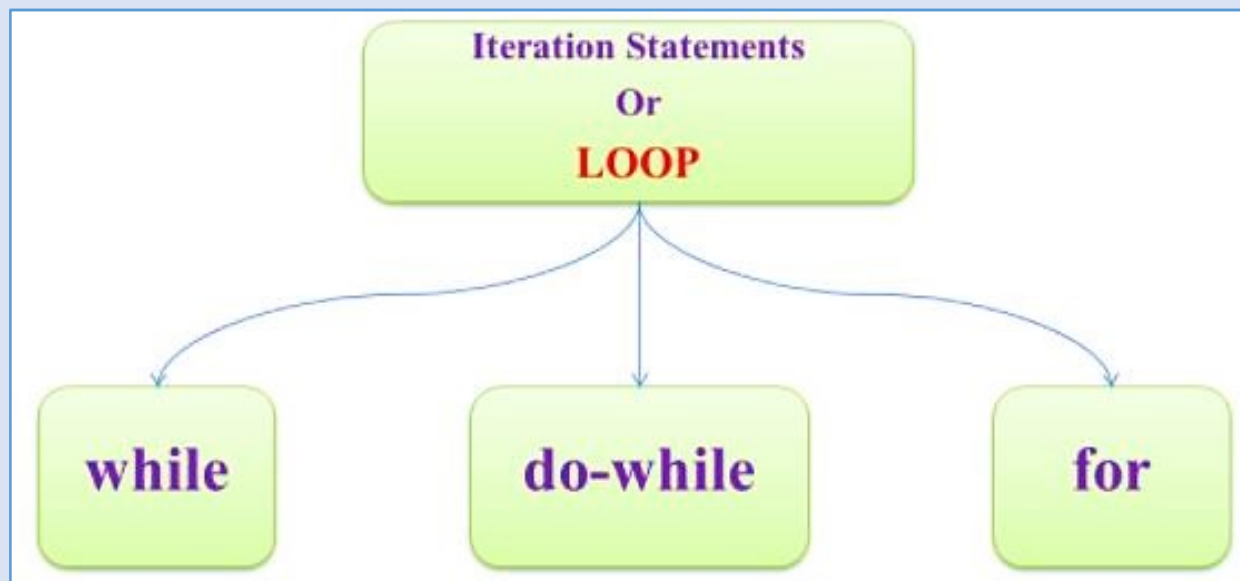 Iteration Statements
Or
LOOP
while
do-while
for